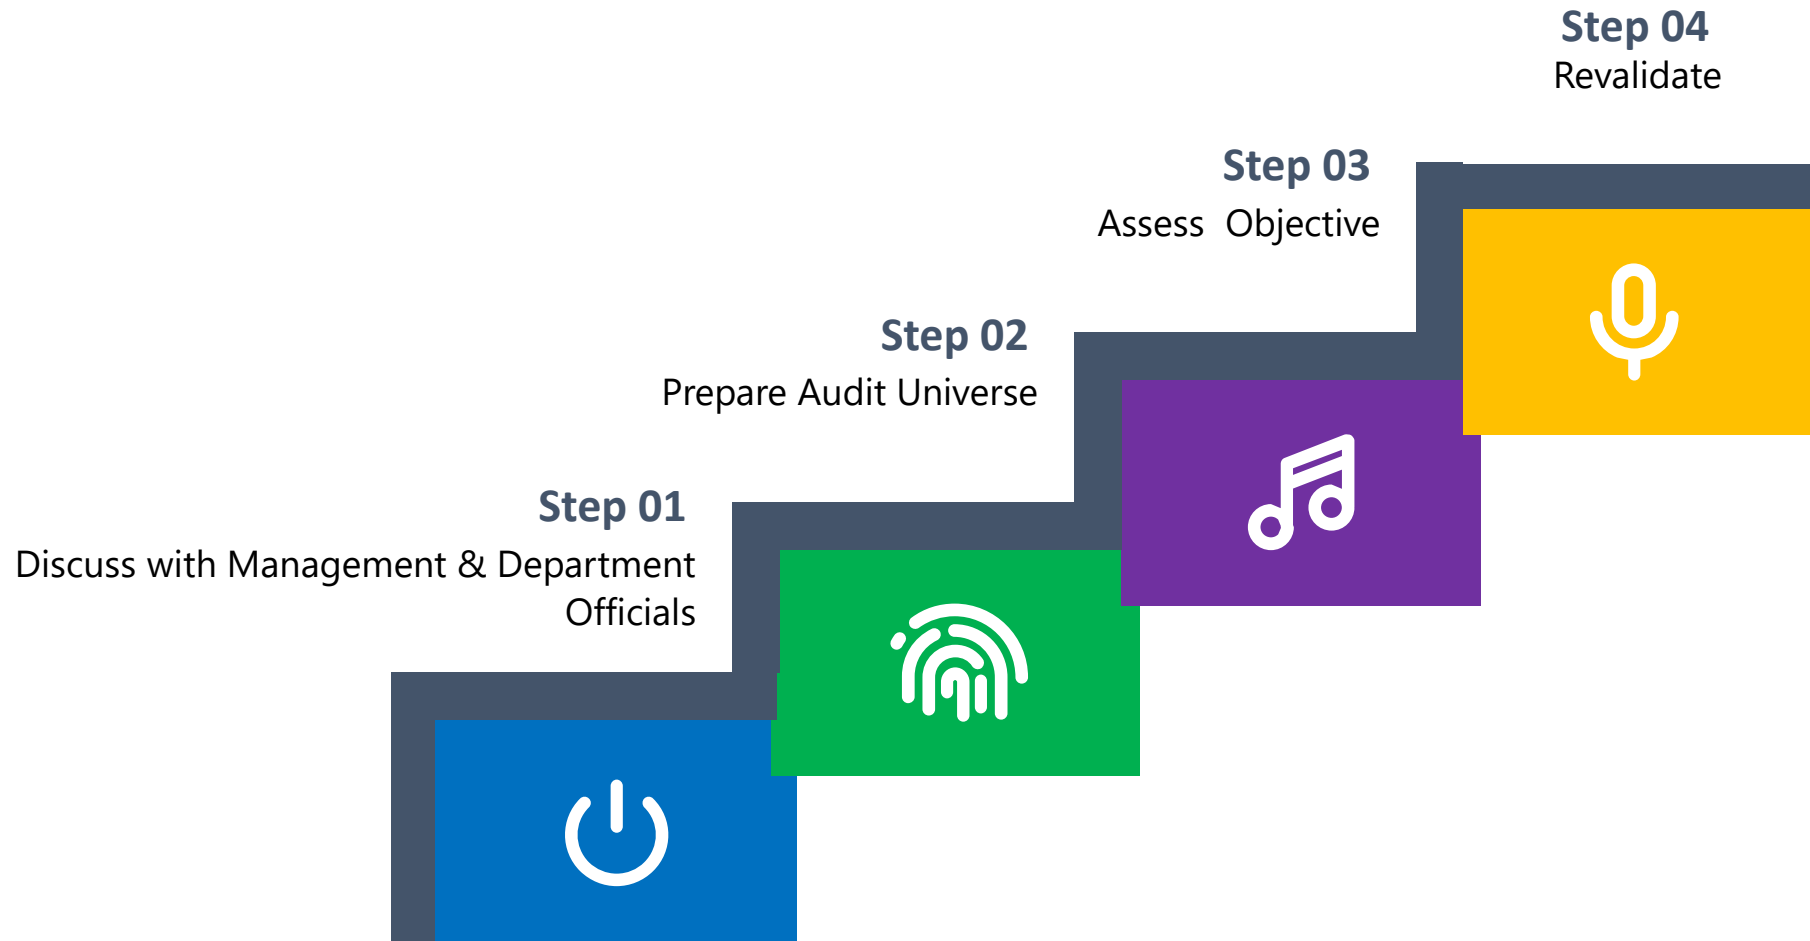 Step 04
Revalidate
Step 03
Assess  Objective
Step 02
Prepare Audit Universe
Step 01
Discuss with Management & Department
Officials